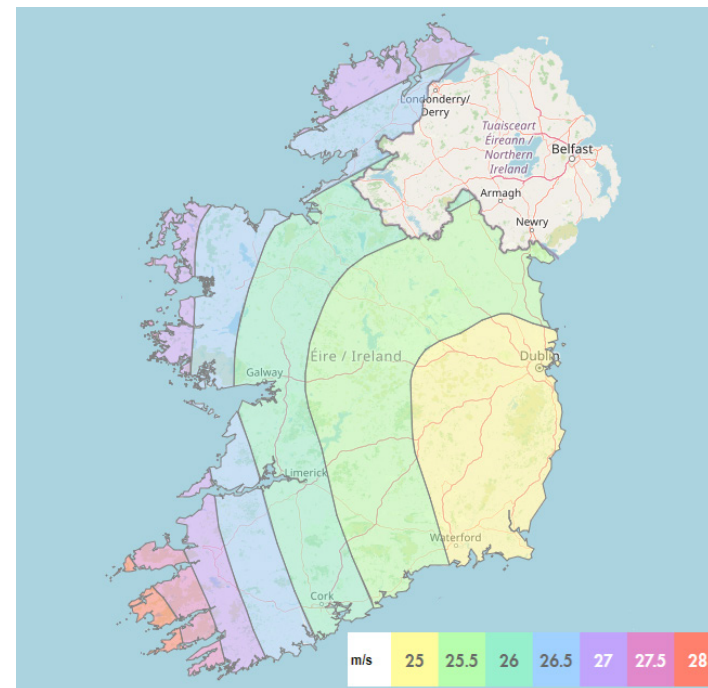 Londonderry/
Derry
Tuaisceart
Éireann /
Northern
Ireland
Belfast
Armagh
Newry
Éire / Ireland
Dublin
Galway
Limerick
Waterford
Cork
m/s 25 25.5 26 26.5 27 27.5 28